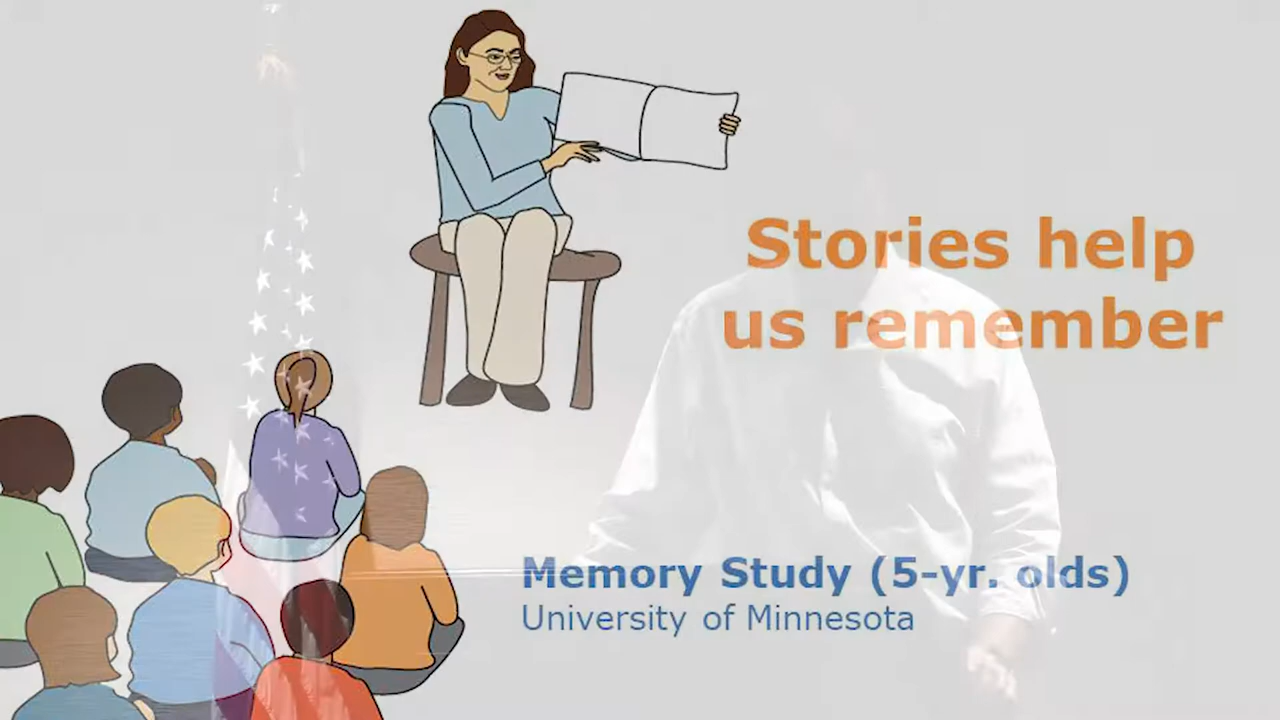 Stories help
us remember
Memory Study (5-yr. olds)
University of Minnesota